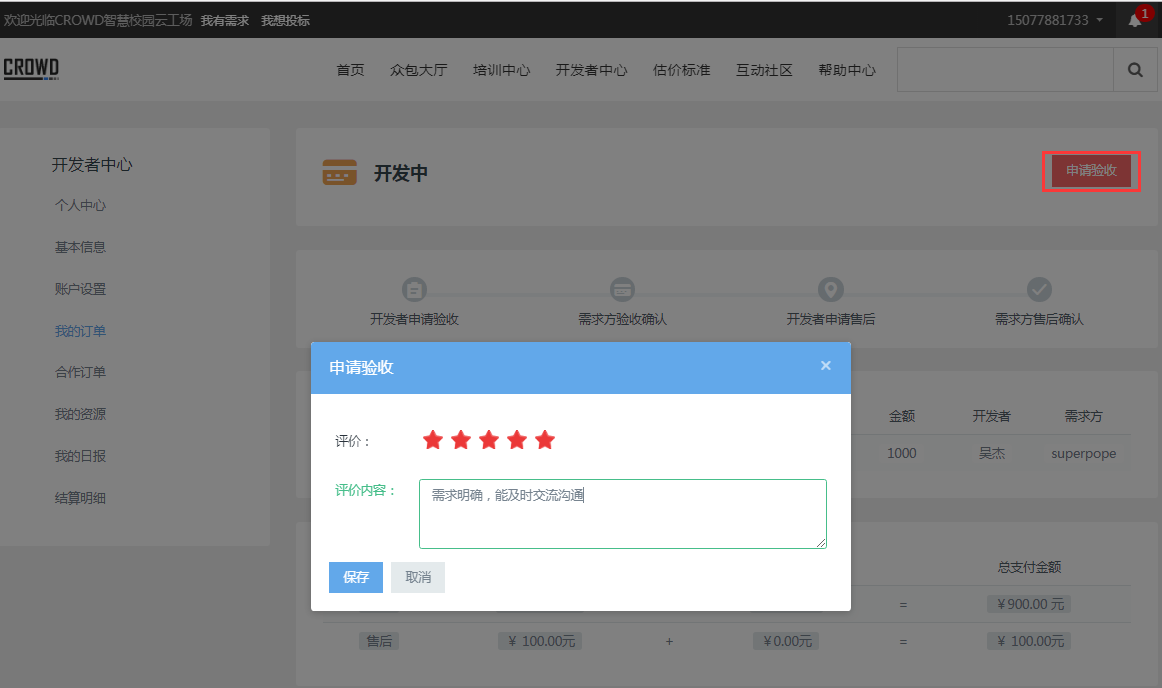 欢迎光临CROWD智慧校园云工场 我有需求 我想投标 15077881733 1
CROWD 首页 众包大厅 培训中心 开发者中心 估价标准 互动社区 帮助中心
开发者中心
个人中心
基本信息
账户设置
我的订单
合作订单
我的资源
我的日报
结算明细
开发中 申请验收
开发者申请验收 需求方验收确认 开发者申请售后 需求方售后确认
金额 开发者 需求方
1000 吴杰 superpope
申请验收 ×
评价：
评价内容： 需求明确，能及时交流沟通
保存 取消
总支付金额
= ￥900.00 元
售后 ￥ 100.00元 + ￥0.00元 = ￥ 100.00元